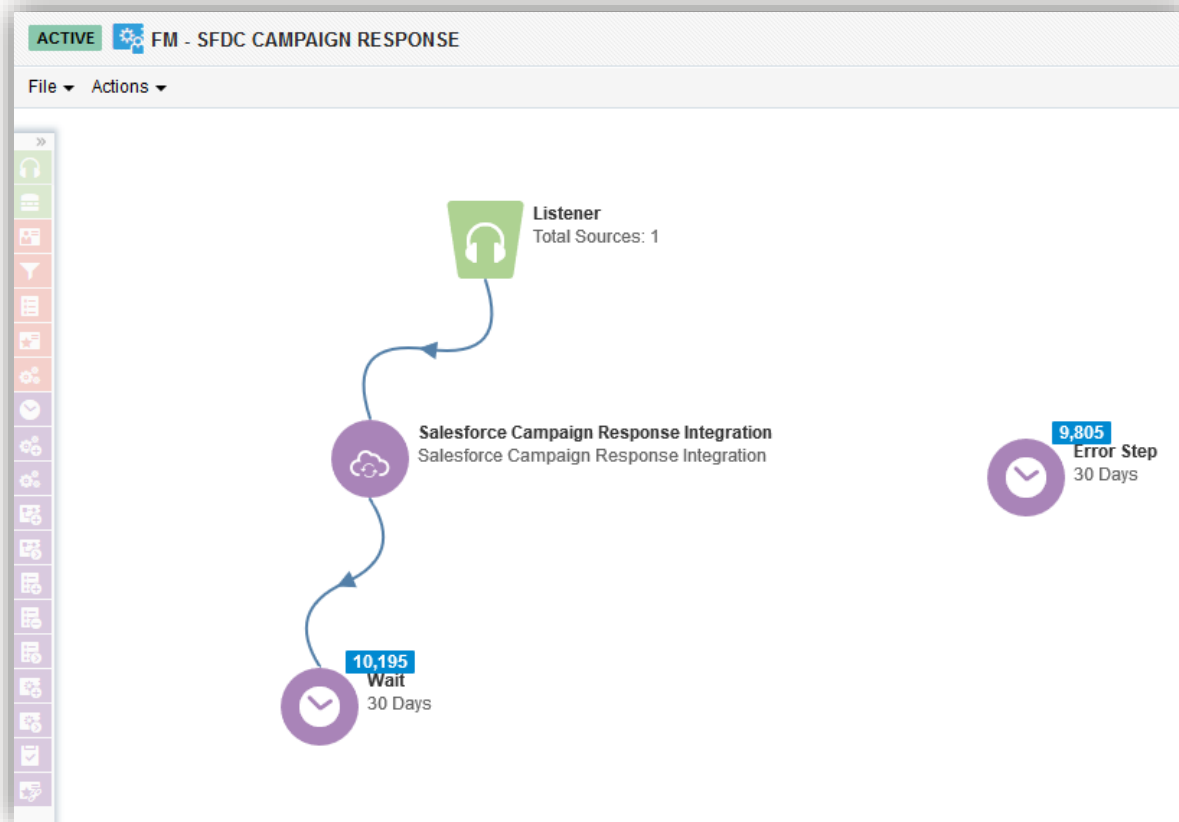 ACTIVE FM - SFDC CAMPAIGN RESPONSE
File Actions
»
Listener
Total Sources: 1
Salesforce Campaign Response Integration
Salesforce Campaign Response Integration
9,805
Error Step
30 Days
10,195
Wait
30 Days